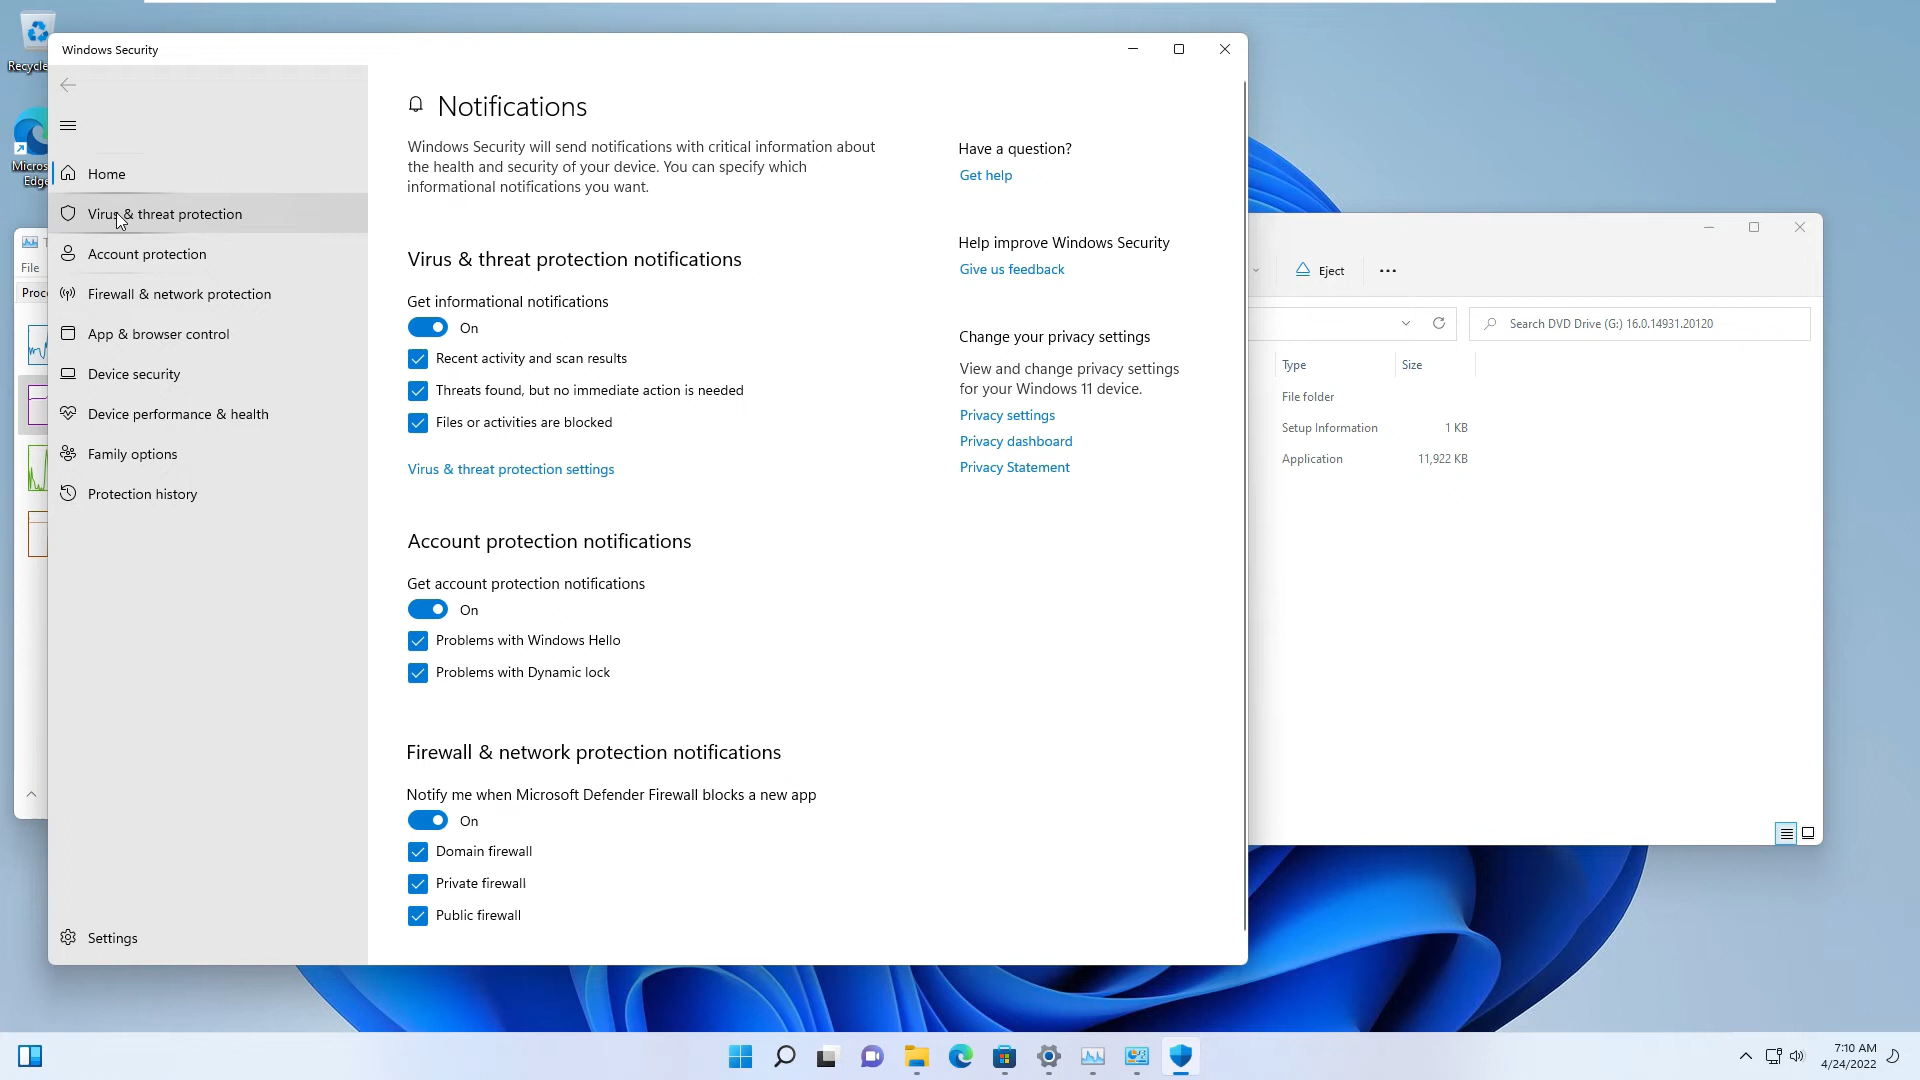 Recycle
Micros
Edge
Windows Security
Home
Virus & threat protection
Account protection
Firewall & network protection
App & browser control
Device security
Device performance & health
Family options
Protection history
Settings
Notifications
Windows Security will send notifications with critical information about
the health and security of your device. You can specify which
informational notifications you want.
Virus & threat protection notifications
Get informational notifications
On
Recent activity and scan results
Threats found, but no immediate action is needed
Files or activities are blocked
Virus & threat protection settings
Account protection notifications
Get account protection notifications
On
Problems with Windows Hello
Problems with Dynamic lock
Firewall & network protection notifications
Notify me when Microsoft Defender Firewall blocks a new app
On
Domain firewall
Private firewall
Public firewall
Have a question?
Get help
Help improve Windows Security
Give us feedback
Change your privacy settings
View and change privacy settings
for your Windows 11 device.
Privacy settings
Privacy dashboard
Privacy Statement
T
File
Proc
Eject
Search DVD Drive (G:) 16.0.14931.20120
Type Size
File folder
Setup Information 1 KB
Application 11,922 KB
7:10 AM
4/24/2022